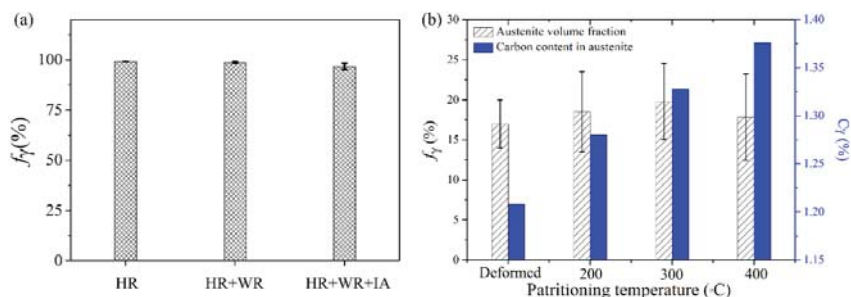 (a)
100
75
50
25
0
fγ(%)
HR
HR+WR
HR+WR+IA
(b)
Austenite volume fraction
Carbon content in austenite
30
25
20
15
10
5
0
fγ (%)
1.40
1.35
1.30
1.25
1.20
1.15
Cγ (%)
Deformed
200
300
400
Patritioning temperature (◦C)